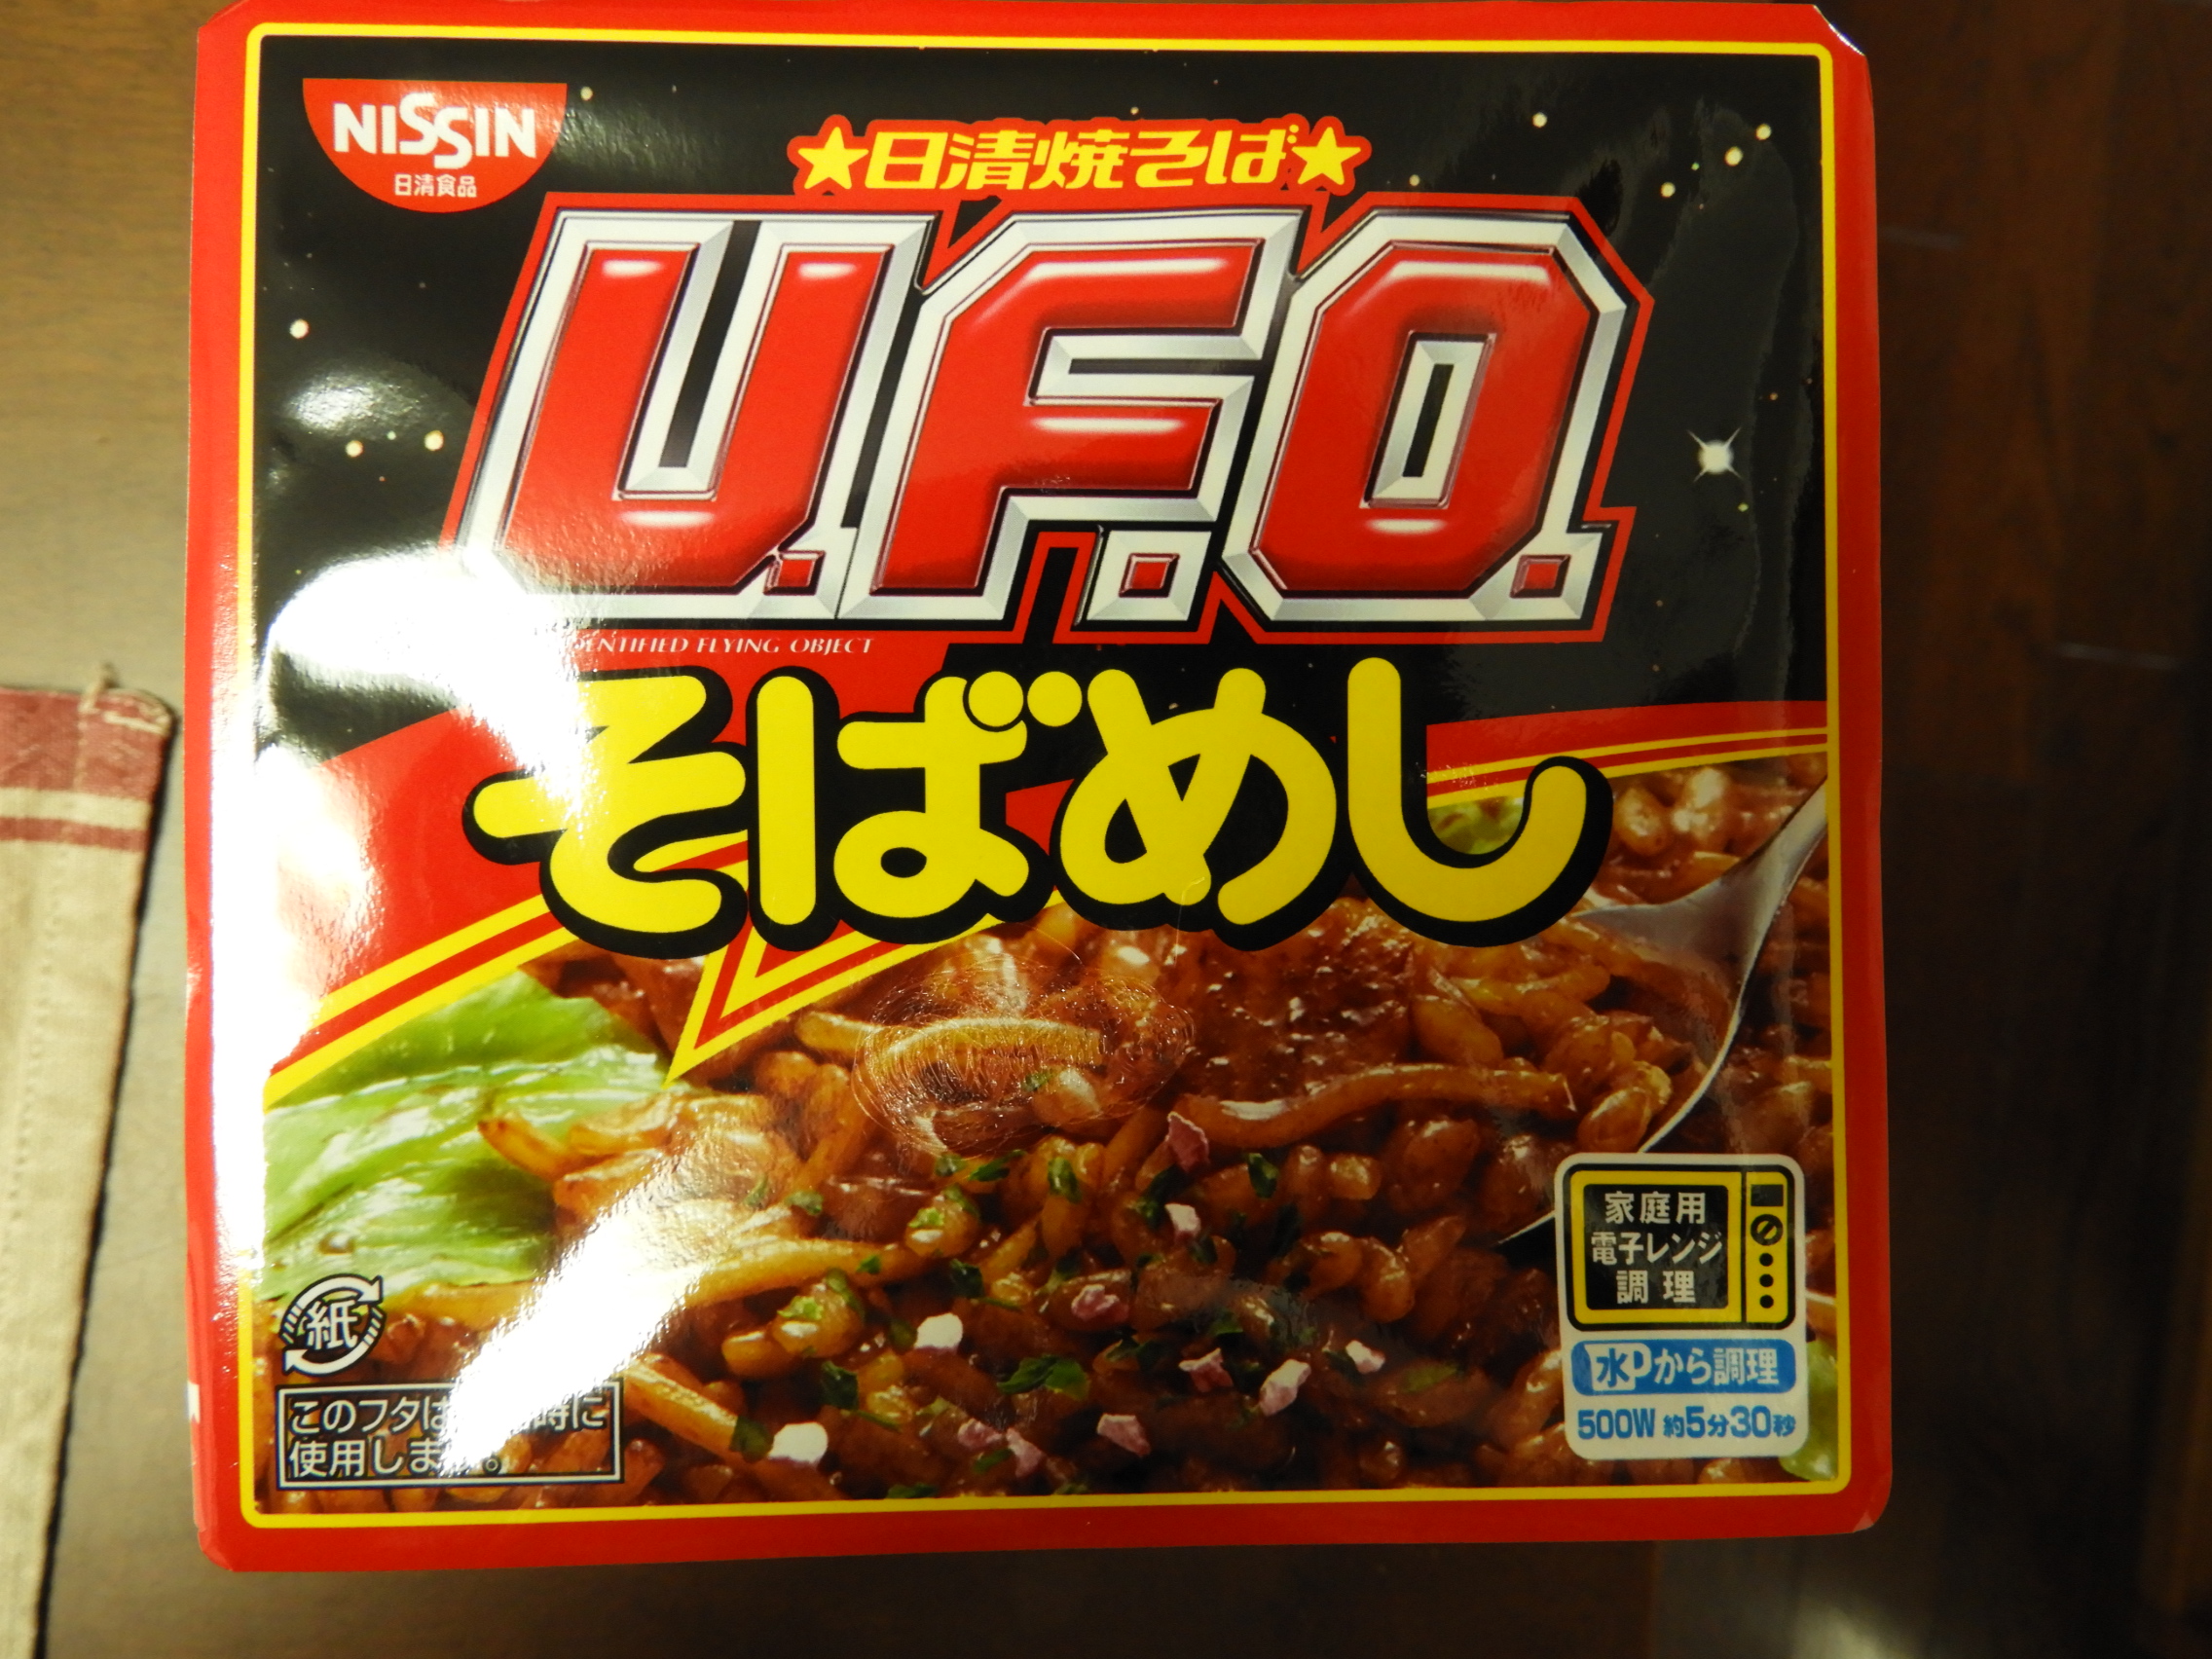 NISSIN
日清食品
★日清焼そば★
U.F.O.
FLYING OBJECT
そばめし
家庭用
電子レンジ
調理
水から調理
500W 約5分30秒
紙
このフタは 時に
使用しま 。